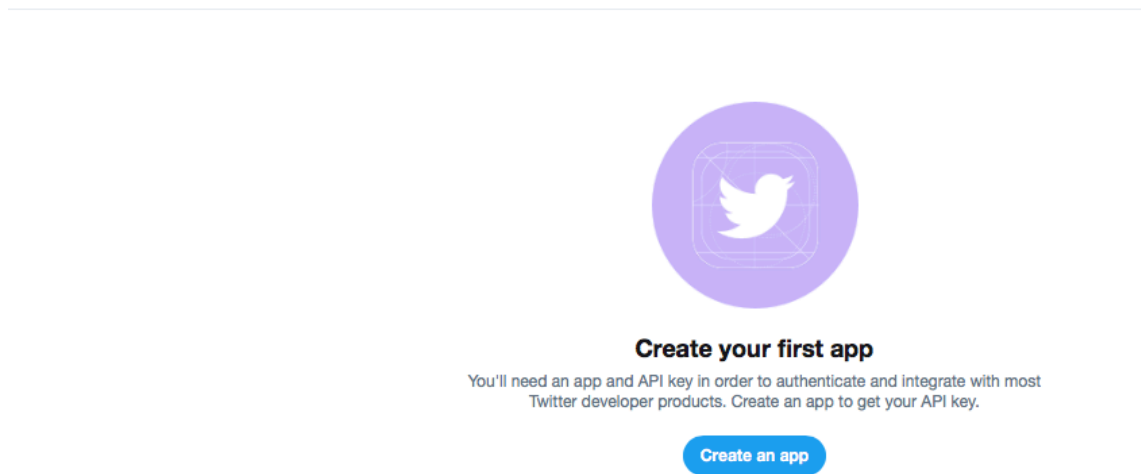 Create your first app
You'll need an app and API key in order to authenticate and integrate with most
Twitter developer products. Create an app to get your API key.
Create an app